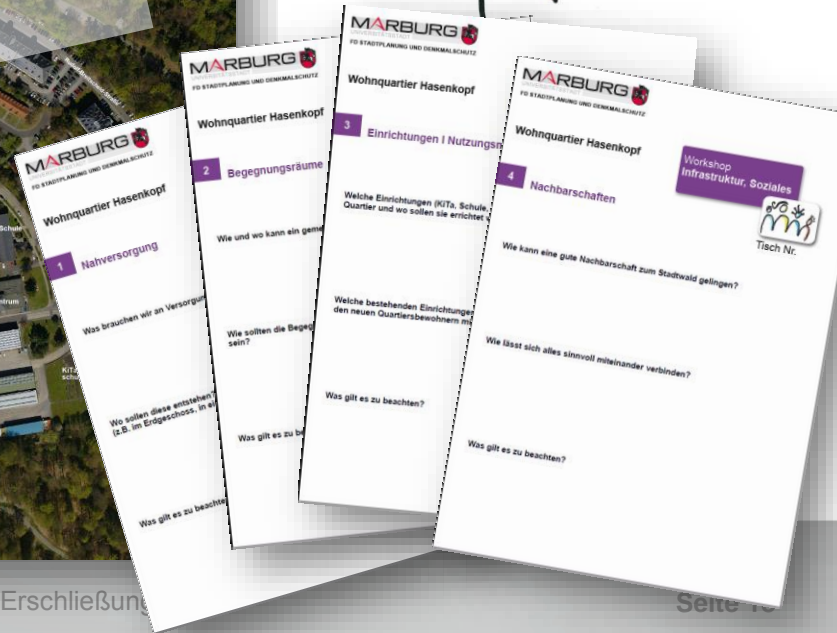 MARBURG
UNIVERSITÄTSSTADT
FD STADTPLANUNG UND DENKMALSCHUTZ
Wohnquartier Hasenkopf
1 Nahversorgung
Was brauchen wir an
Wo sollen diese entstehen?
(z.B. im Erdgeschoss, in
Was gilt es zu
MARBURG
UNIVERSITÄTSSTADT
FD STADTPLANUNG UND DENKMALSCHUTZ
Wohnquartier Hasenkopf
2 Begegnungsräume
Wie und wo kann ein
Wie sollten die
sein?
Was gilt es zu
MARBURG
UNIVERSITÄTSSTADT
FD STADTPLANUNG UND DENKMALSCHUTZ
Wohnquartier Hasenkopf
3 Einrichtungen I
Welche Einrichtungen (KiTa, Schule,
Quartier und wo sollen sie errichtet
Welche bestehenden Einrichtungen
den neuen Quartiersbewohnern
Was gilt es zu beachten?
MARBURG
UNIVERSITÄTSSTADT
FD STADTPLANUNG UND DENKMALSCHUTZ
Wohnquartier Hasenkopf
Workshop
Infrastruktur, Soziales
Tisch Nr.
4 Nachbarschaften
Wie kann eine gute Nachbarschaft zum Stadtwald gelingen?
Wie lässt sich alles sinnvoll miteinander verbinden?
Was gilt es zu beachten?
Schule
KiTa
Erschließung
Seite